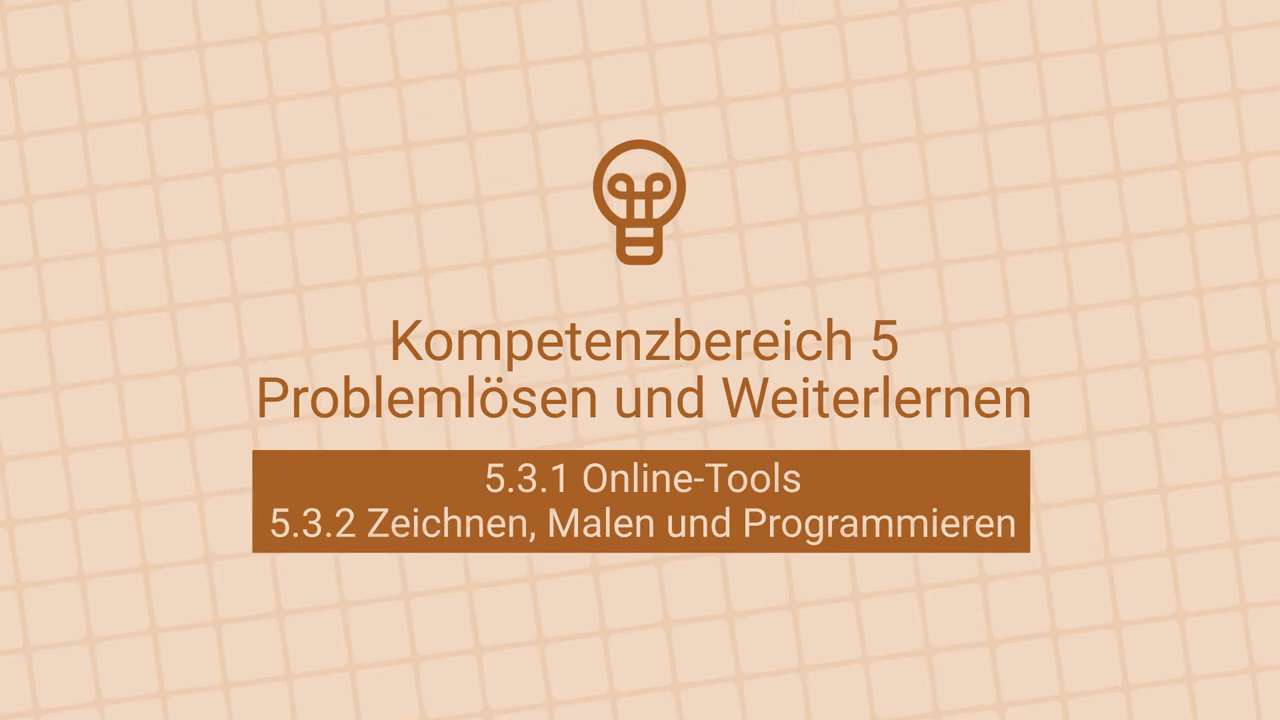 Kompetenzbereich 5
Problemlösen und Weiterlernen
5.3.1 Online-Tools
5.3.2 Zeichnen, Malen und Programmieren